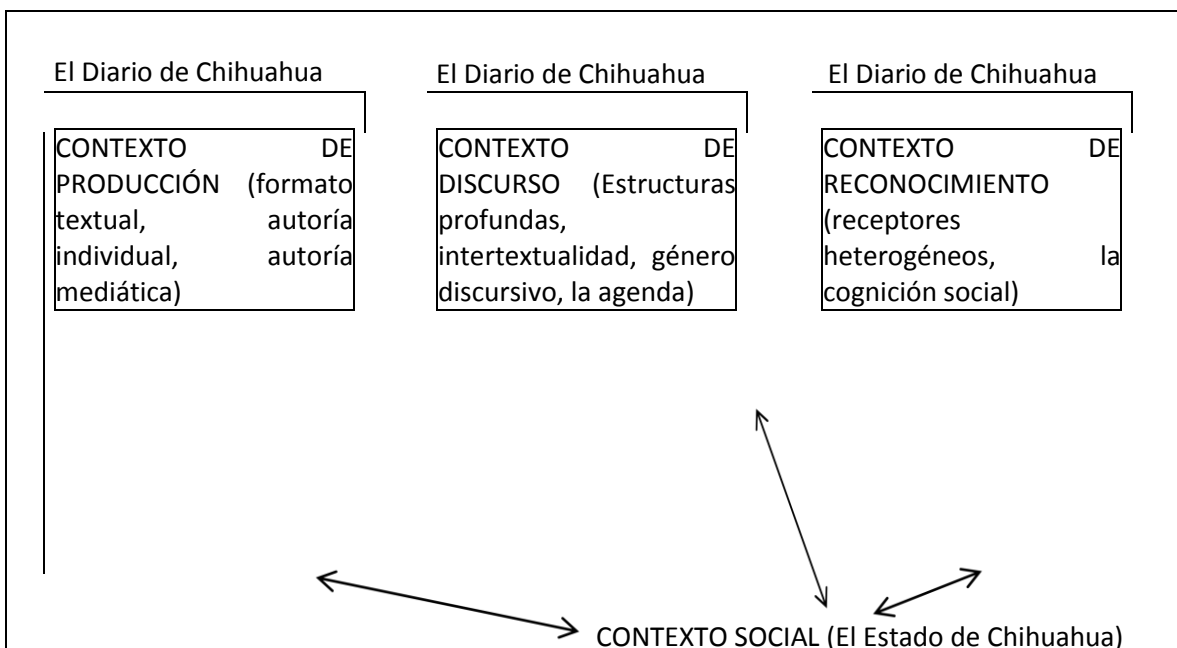 El Diario de Chihuahua
CONTEXTO DE
PRODUCCIÓN (formato
textual, autoría
individual, autoría
mediática)
El Diario de Chihuahua
CONTEXTO DE
DISCURSO (Estructuras
profundas,
intertextualidad, género
discursivo, la agenda)
El Diario de Chihuahua
CONTEXTO DE
RECONOCIMIENTO
(receptores
heterogéneos, la
cognición social)
CONTEXTO SOCIAL (El Estado de Chihuahua)